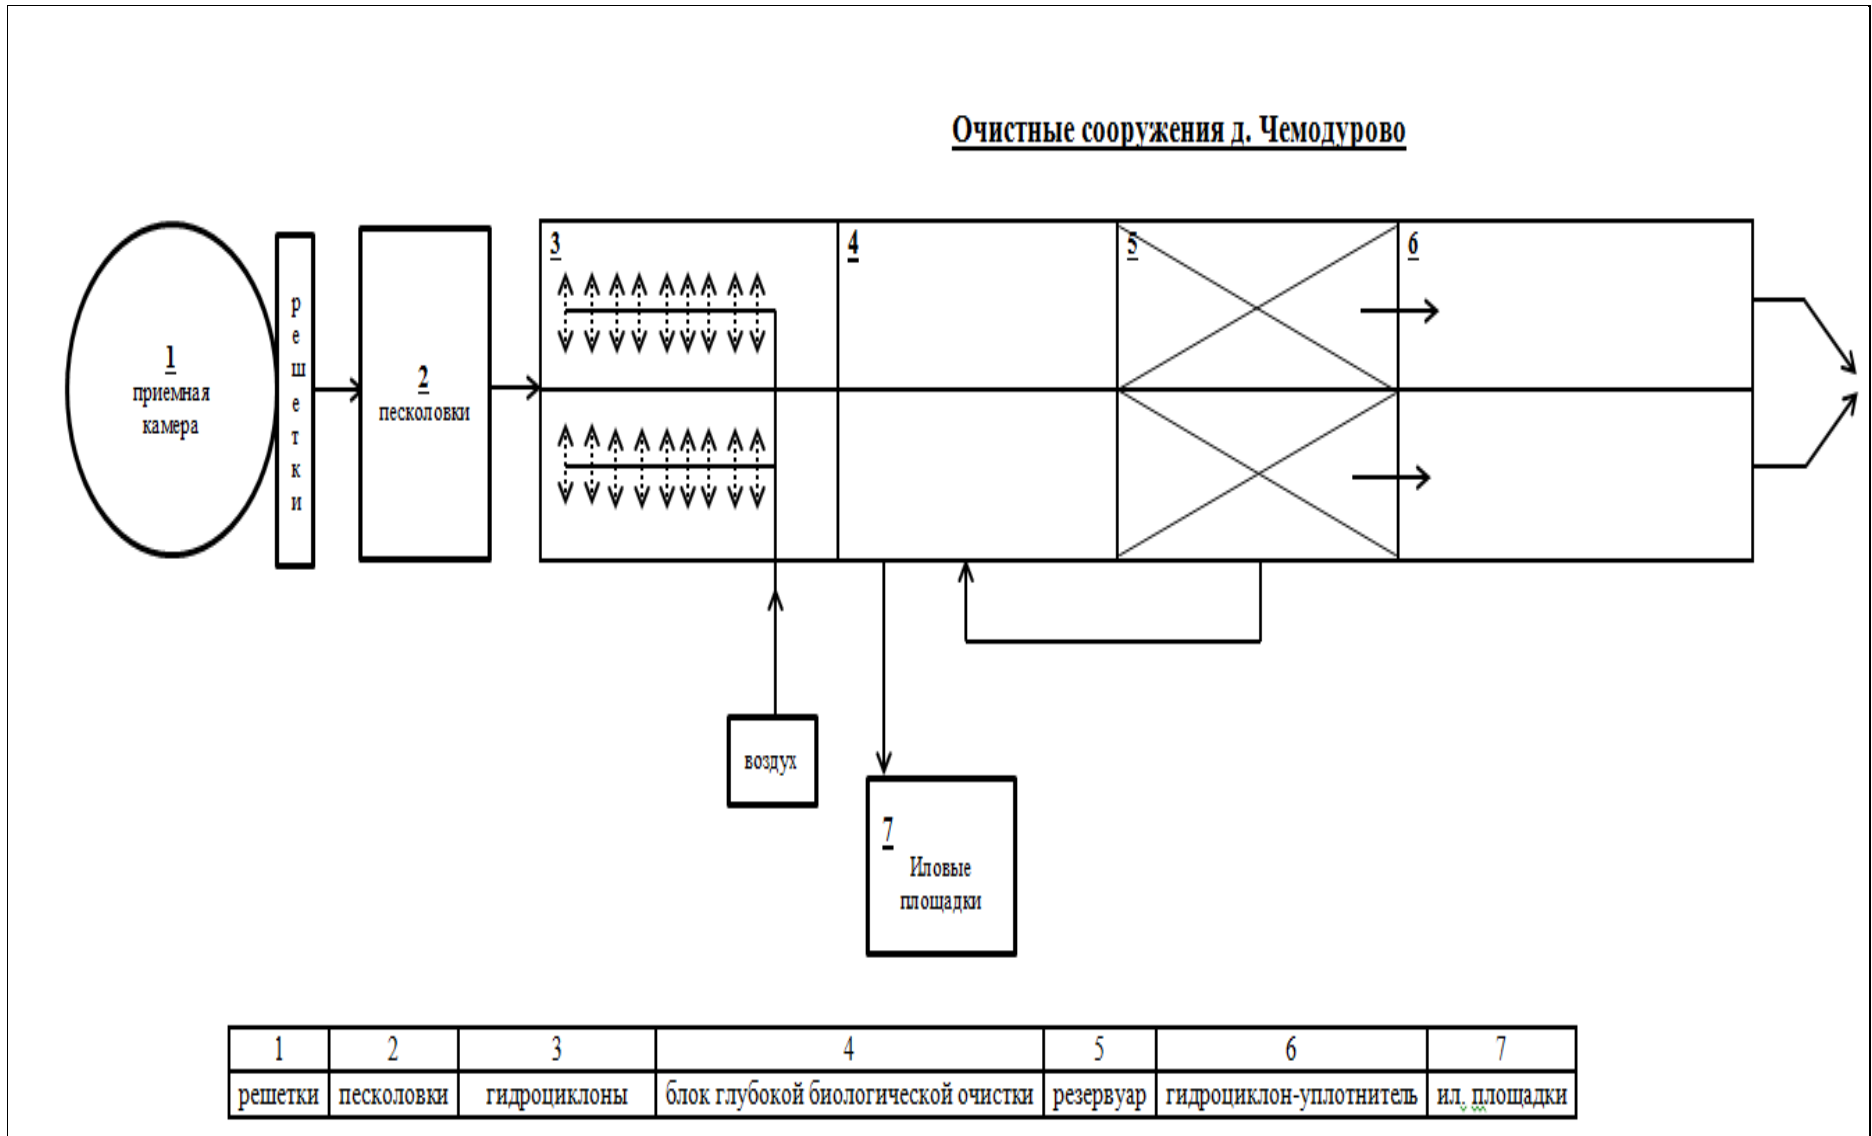 Очистные сооружения д. Чемодурово
1
приемная
камера
решетки
2
песколовки
3
4
5
6
воздух
7
Иловые
площадки
1 2 3 4 5 6 7
решетки песколовки гидроциклоны блок глубокой биологической очистки резервуар гидроциклон-уплотнитель ил. площадки